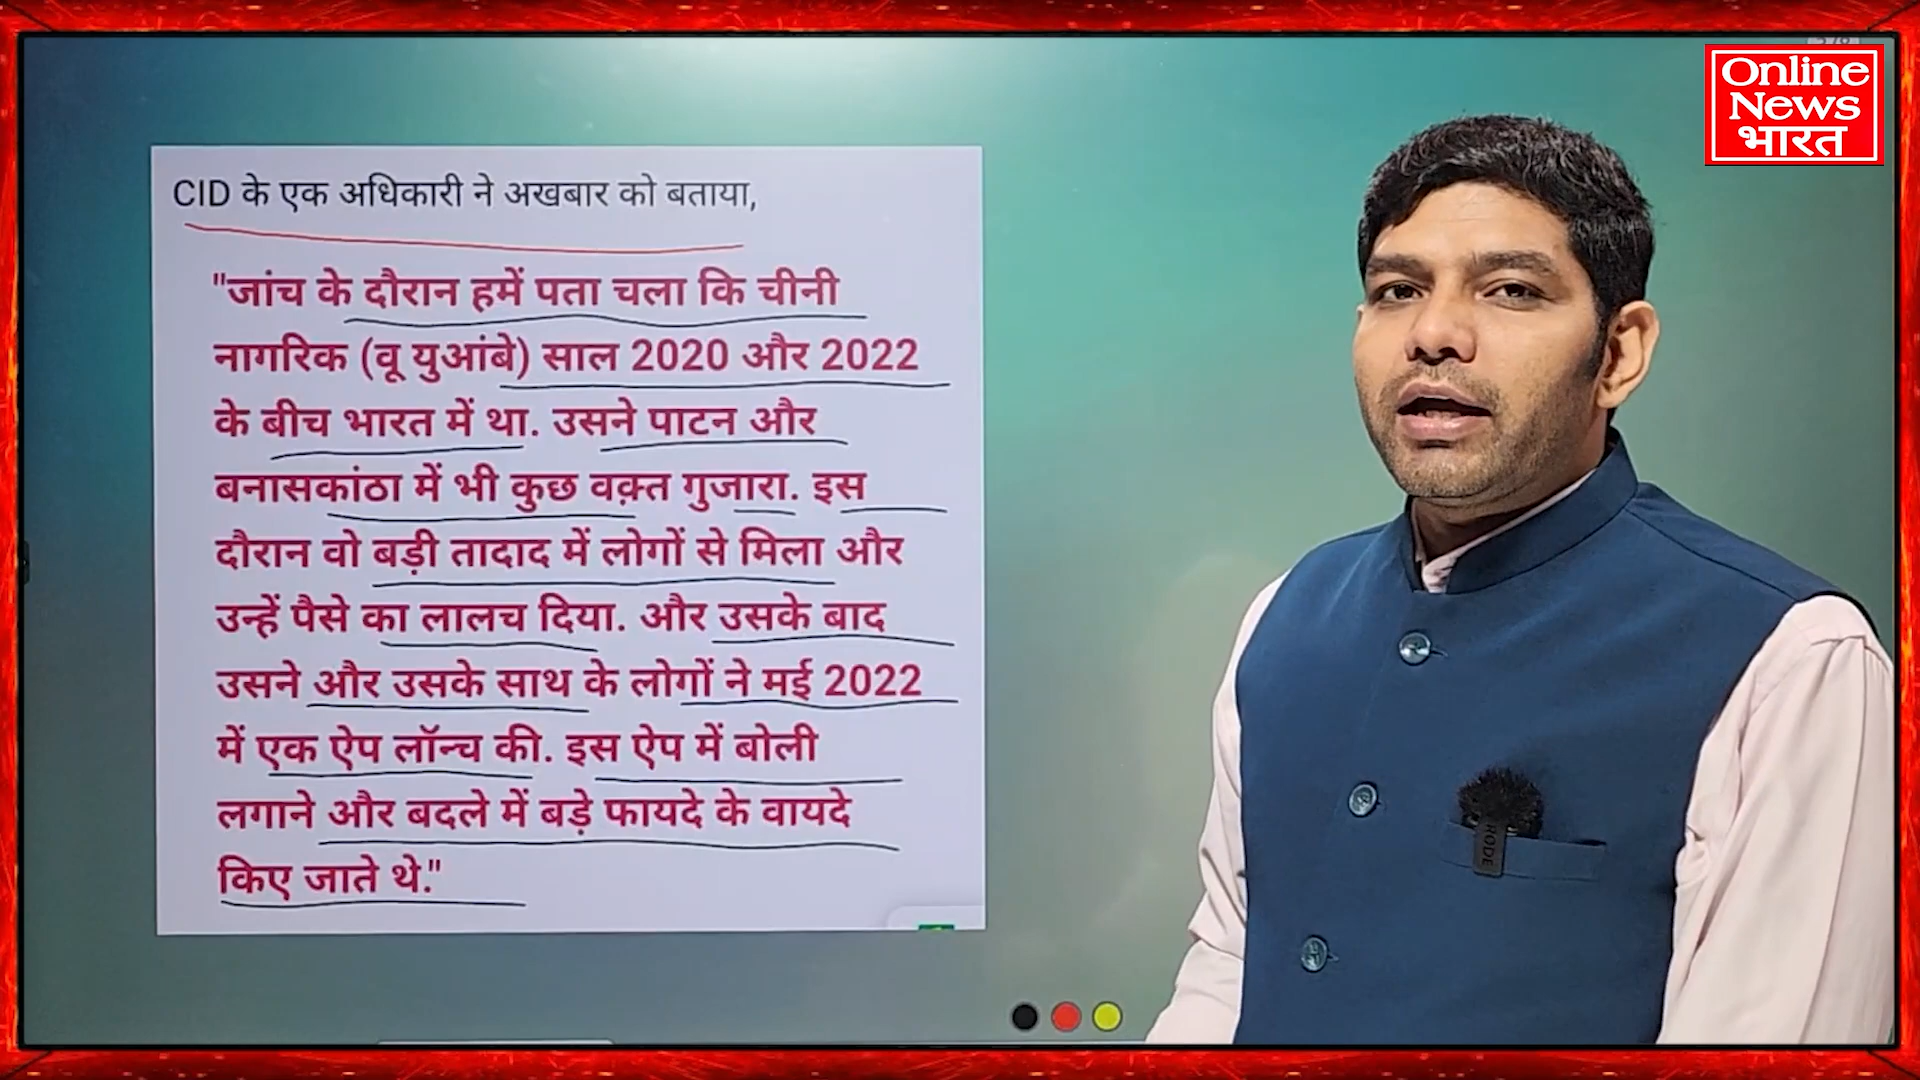 Online
News
भारत
CID के एक अधिकारी ने अखबार को बताया,
"जांच के दौरान हमें पता चला कि चीनी
नागरिक (वू युआंबे) साल 2020 और 2022
के बीच भारत में था. उसने पाटन और
बनासकांठा में भी कुछ वक़्त गुजारा. इस
दौरान वो बड़ी तादाद में लोगों से मिला और
उन्हें पैसे का लालच दिया. और उसके बाद
उसने और उसके साथ के लोगों ने मई 2022
में एक ऐप लॉन्च की. इस ऐप में बोली
लगाने और बदले में बड़े फायदे के वायदे
किए जाते थे."
RODE